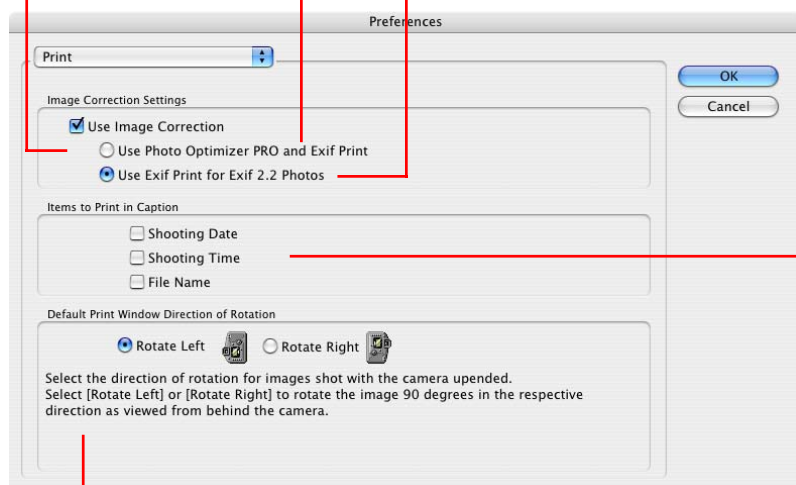 Preferences
Print
OK
Cancel
Image Correction Settings
Use Image Correction
Use Photo Optimizer PRO and Exif Print
Use Exif Print for Exif 2.2 Photos
Items to Print in Caption
Shooting Date
Shooting Time
File Name
Default Print Window Direction of Rotation
Rotate Left Rotate Right
Select the direction of rotation for images shot with the camera upended.
Select [Rotate Left] or [Rotate Right] to rotate the image 90 degrees in the respective
direction as viewed from behind the camera.